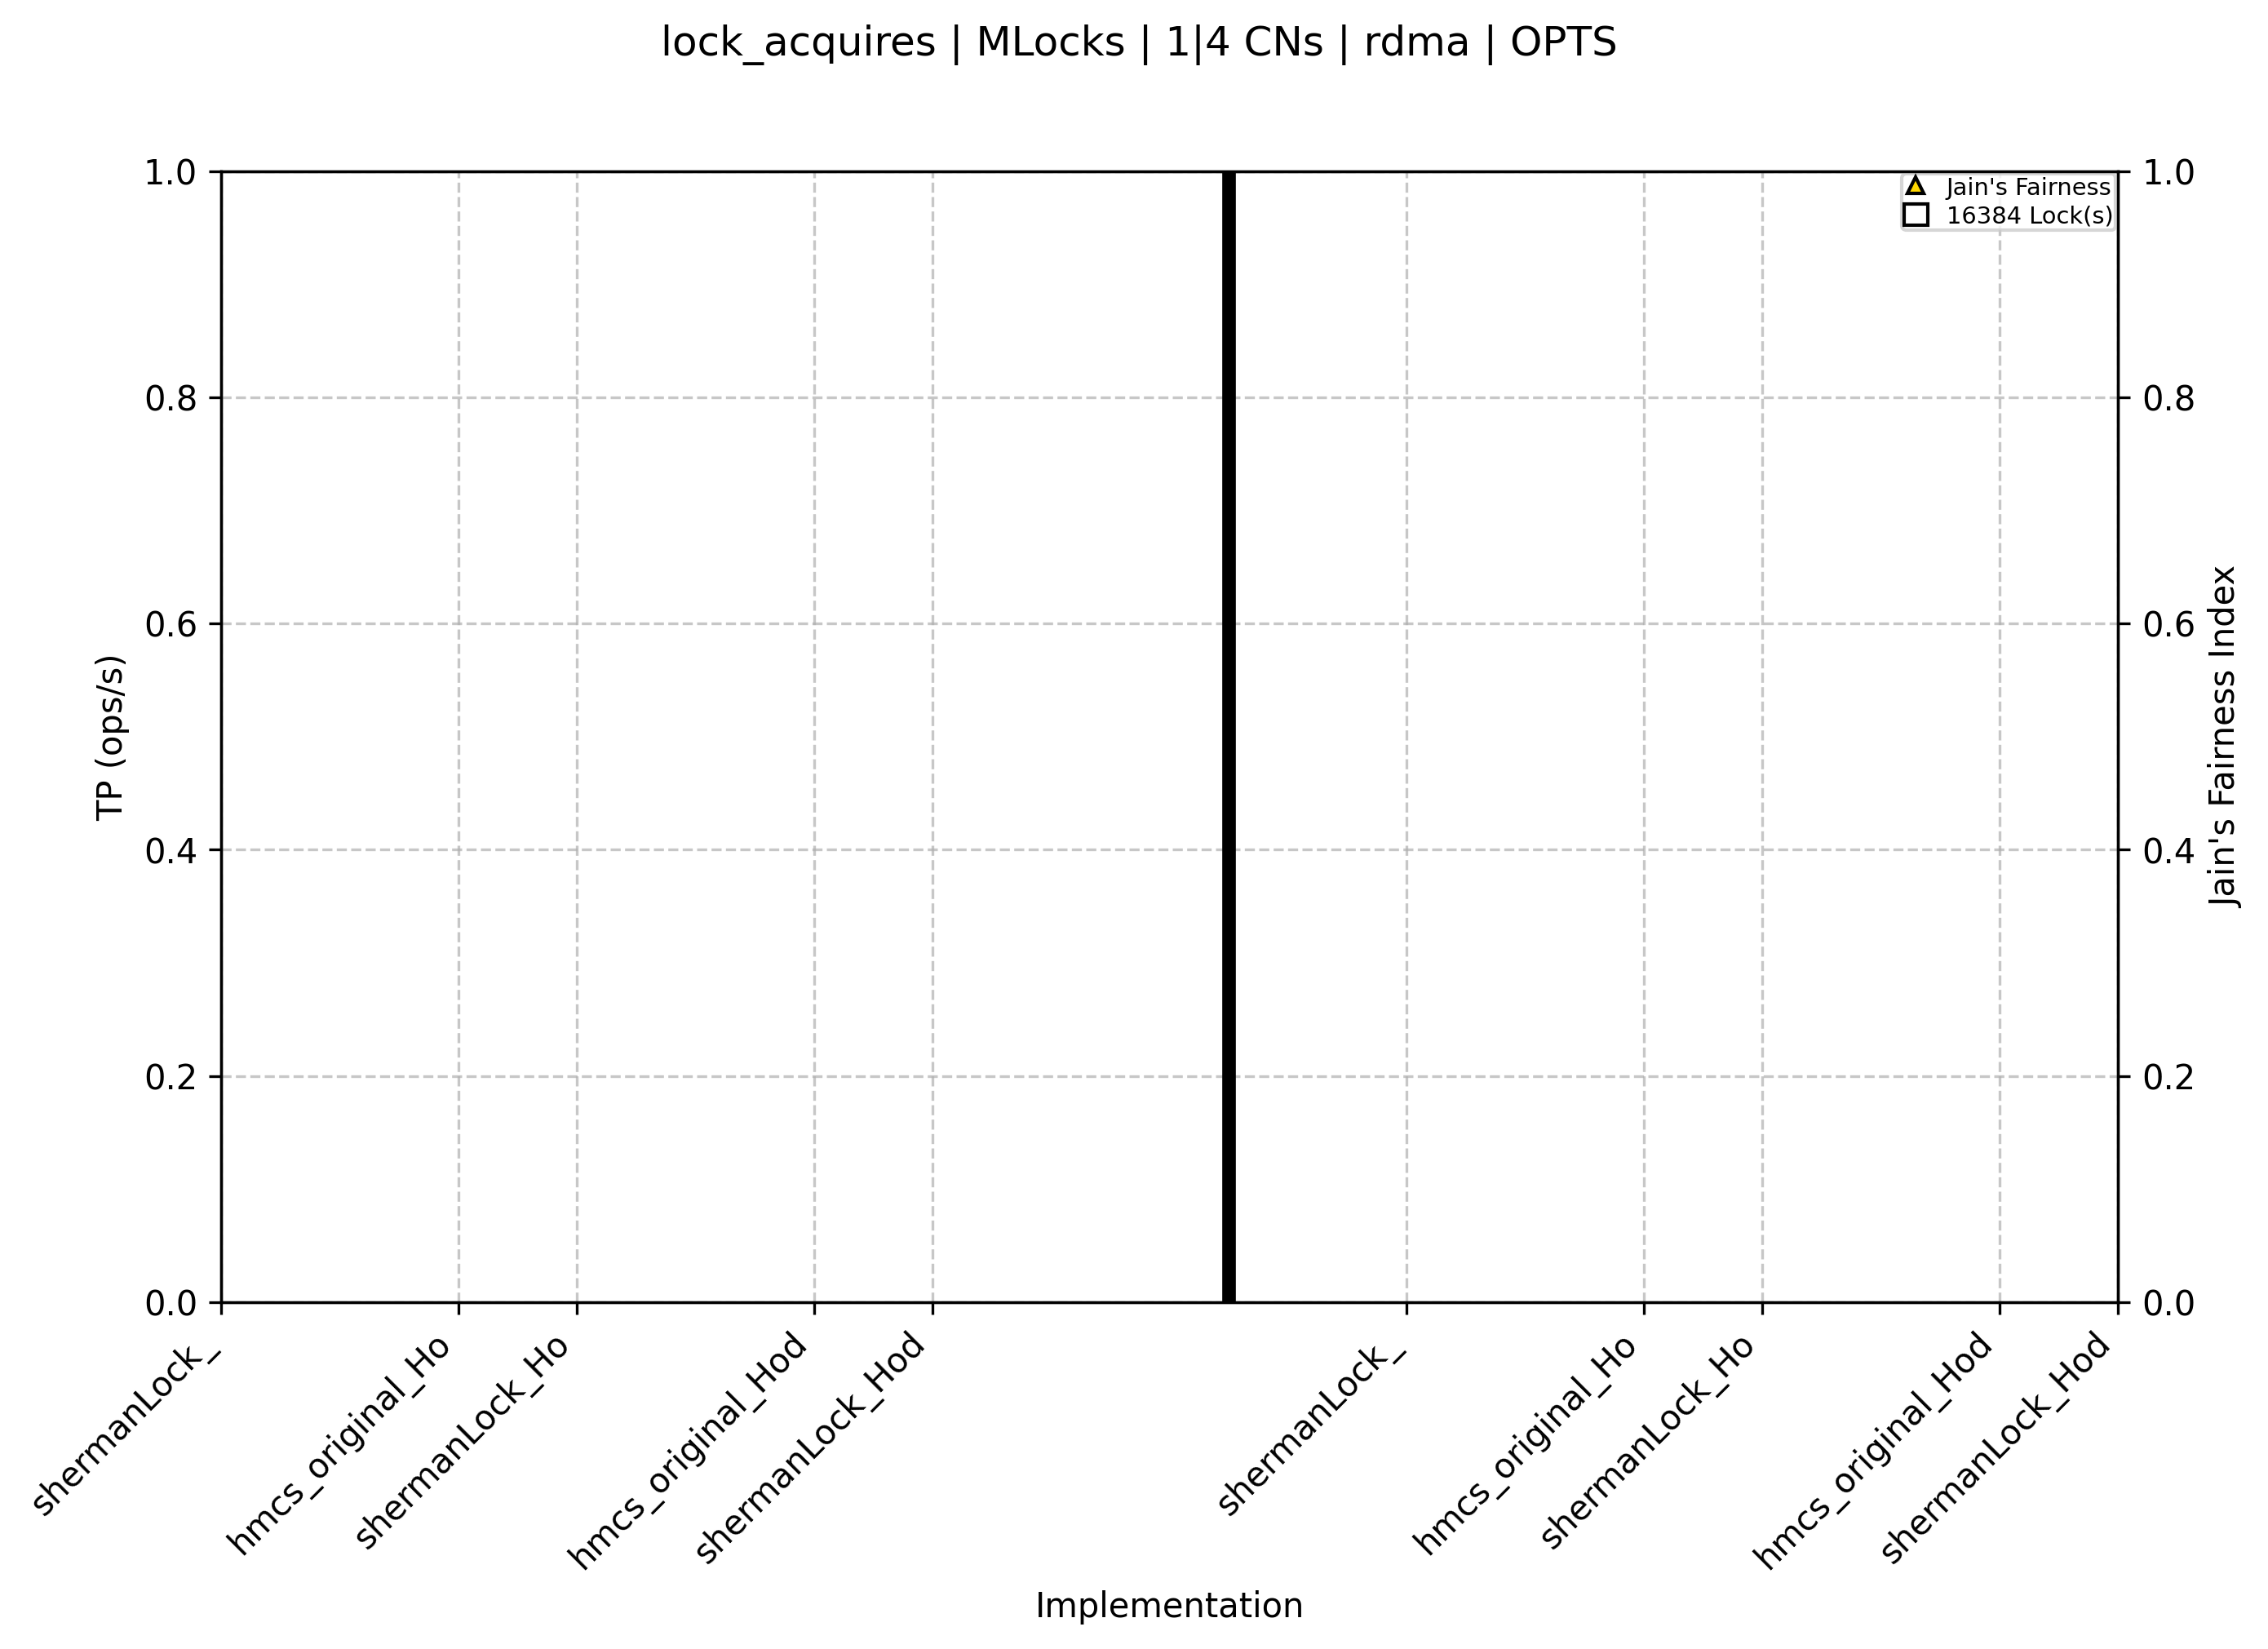 lock_acquires | MLocks | 1|4 CNs | rdma | OPTS
Jain's Fairness
16384 Lock(s)
TP (ops/s)
1.0
0.8
0.6
0.4
0.2
0.0
1.0
0.8
0.6
0.4
0.2
0.0
Jain's Fairness Index
shermanLock_
hmcs_original_Ho
shermanLock_Ho
hmcs_original_Hod
shermanLock_Hod
shermanLock_
hmcs_original_Ho
shermanLock_Ho
hmcs_original_Hod
shermanLock_Hod
Implementation